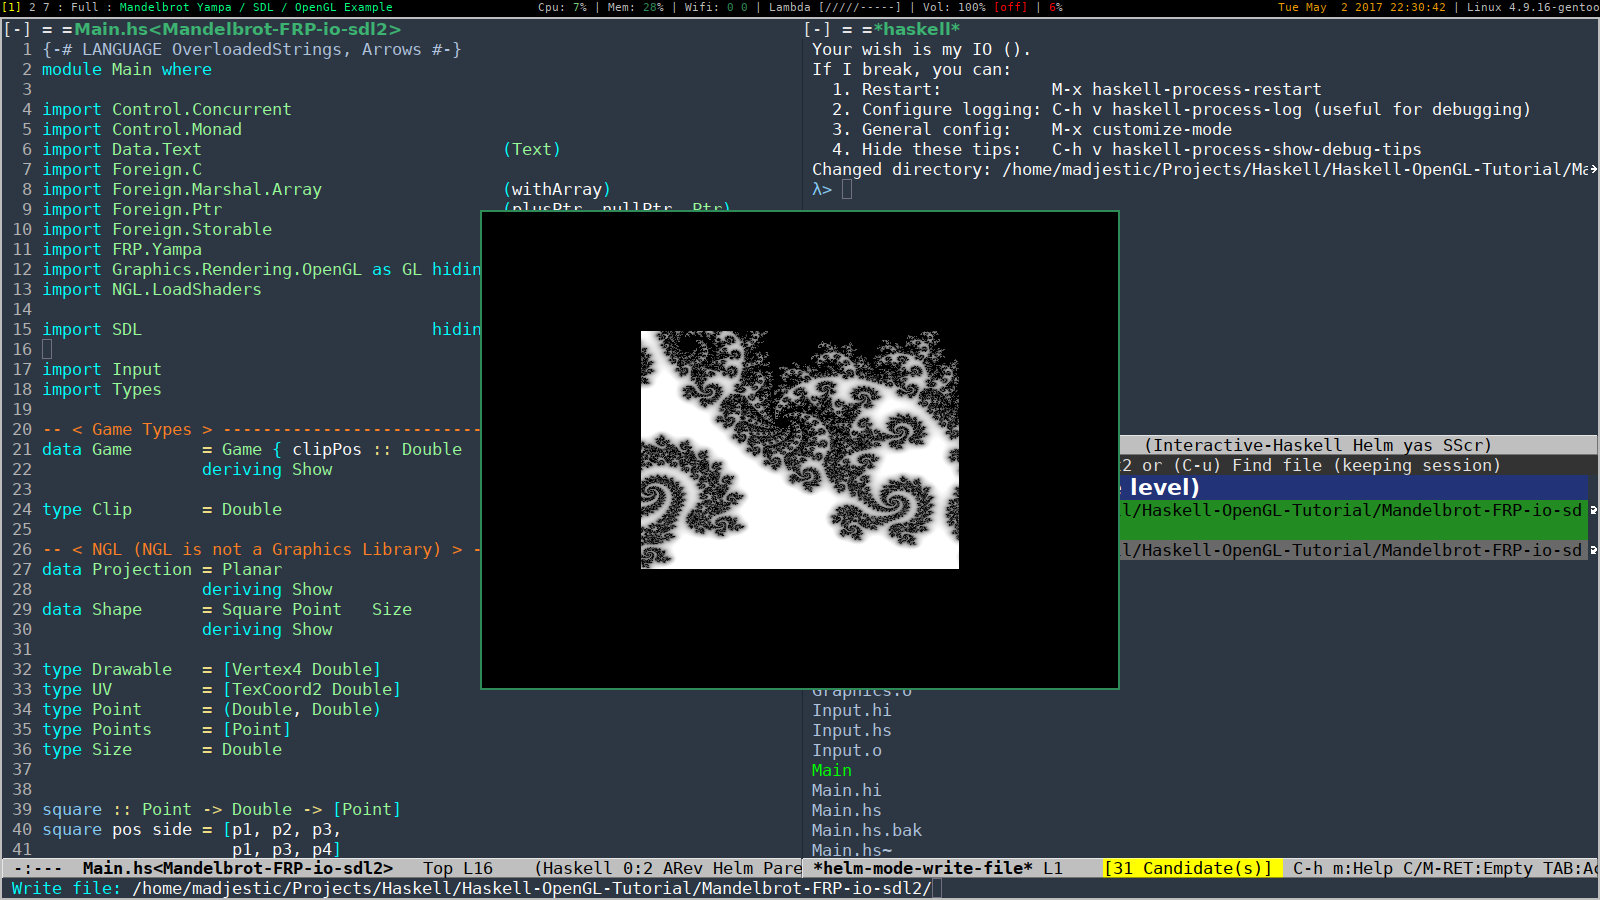 [1] 2 7 : Full : Mandelbrot Yampa / SDL / OpenGL Example
Cpu: 7% | Mem: 28% | Wifi: 0 0 | Lambda [/////-----] | Vol: 100% [off] | 6%
Tue May  2 2017 22:30:42 | Linux 4.9.16-gentoo
[-] = =Main.hs<Mandelbrot-FRP-io-sdl2>
1 {-# LANGUAGE OverloadedStrings, Arrows #-}
2 module Main where
3
4 import Control.Concurrent
5 import Control.Monad
6 import Data.Text                              (Text)
7 import Foreign.C
8 import Foreign.Marshal.Array                  (withArray)
9 import Foreign.Ptr                            (plusPtr, nullPtr, Ptr)
10 import Foreign.Storable
11 import FRP.Yampa
12 import Graphics.Rendering.OpenGL as GL hidin
13 import NGL.LoadShaders
14
15 import SDL                             hidin
16
17 import Input
18 import Types
19
20 -- < Game Types > --------------------------
21 data Game       = Game { clipPos :: Double
22                 deriving Show
23
24 type Clip       = Double
25
26 -- < NGL (NGL is not a Graphics Library) > -
27 data Projection = Planar
28                 deriving Show
29 data Shape      = Square Point   Size
30                 deriving Show
31
32 type Drawable   = [Vertex4 Double]
33 type UV         = [TexCoord2 Double]
34 type Point      = (Double, Double)
35 type Points     = [Point]
36 type Size       = Double
37
38
39 square :: Point -> Double -> [Point]
40 square pos side = [p1, p2, p3,
41                    p1, p3, p4]
-:---  Main.hs<Mandelbrot-FRP-io-sdl2>   Top L16    (Haskell 0:2 ARev Helm Pare
[-] = =*haskell*
Your wish is my IO ().
If I break, you can:
1. Restart:           M-x haskell-process-restart
2. Configure logging: C-h v haskell-process-log (useful for debugging)
3. General config:    M-x customize-mode
4. Hide these tips:   C-h v haskell-process-show-debug-tips
Changed directory: /home/madjestic/Projects/Haskell/Haskell-OpenGL-Tutorial/Ma
λ>
(Interactive-Haskell Helm yas SScr)
2 or (C-u) Find file (keeping session)
level)
l/Haskell-OpenGL-Tutorial/Mandelbrot-FRP-io-sd
l/Haskell-OpenGL-Tutorial/Mandelbrot-FRP-io-sd
Graphics.o
Input.hi
Input.hs
Input.o
Main
Main.hi
Main.hs
Main.hs.bak
Main.hs~
*helm-mode-write-file* L1    [31 Candidate(s)]  C-h m:Help C/M-RET:Empty TAB:Ac
Write file: /home/madjestic/Projects/Haskell/Haskell-OpenGL-Tutorial/Mandelbrot-FRP-io-sdl2/